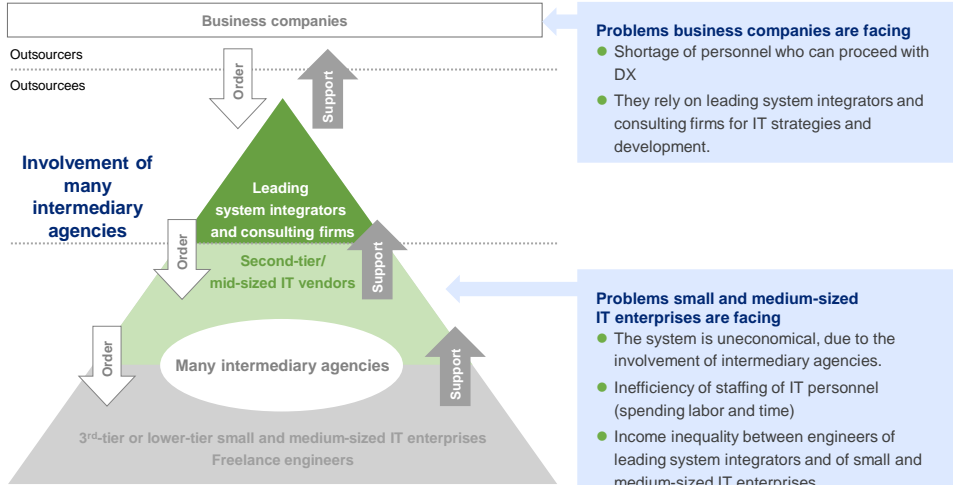 Business companies
Outsourcers
Outsourcees
Order
Support
Involvement of
many
intermediary
agencies
Leading
system integrators
and consulting firms
Order
Support
Second-tier/
mid-sized IT vendors
Order
Support
Many intermediary agencies
3rd-tier or lower-tier small and medium-sized IT enterprises
Freelance engineers
Problems business companies are facing
Shortage of personnel who can proceed with
DX
They rely on leading system integrators and
consulting firms for IT strategies and
development.
Problems small and medium-sized
IT enterprises are facing
The system is uneconomical, due to the
involvement of intermediary agencies.
Inefficiency of staffing of IT personnel
(spending labor and time)
Income inequality between engineers of
leading system integrators and of small and
medium-sized IT enterprises